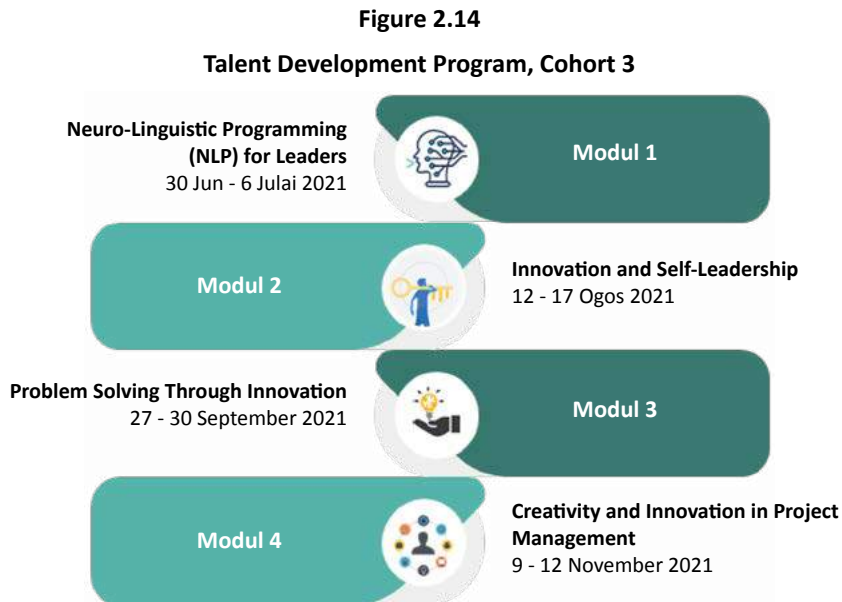 Figure 2.14
Talent Development Program, Cohort 3
Neuro-Linguistic Programming
(NLP) for Leaders
30 Jun - 6 Julai 2021
Modul 1
Modul 2
Innovation and Self-Leadership
12 - 17 Ogos 2021
Problem Solving Through Innovation
27 - 30 September 2021
Modul 3
Modul 4
Creativity and Innovation in Project
Management
9 - 12 November 2021